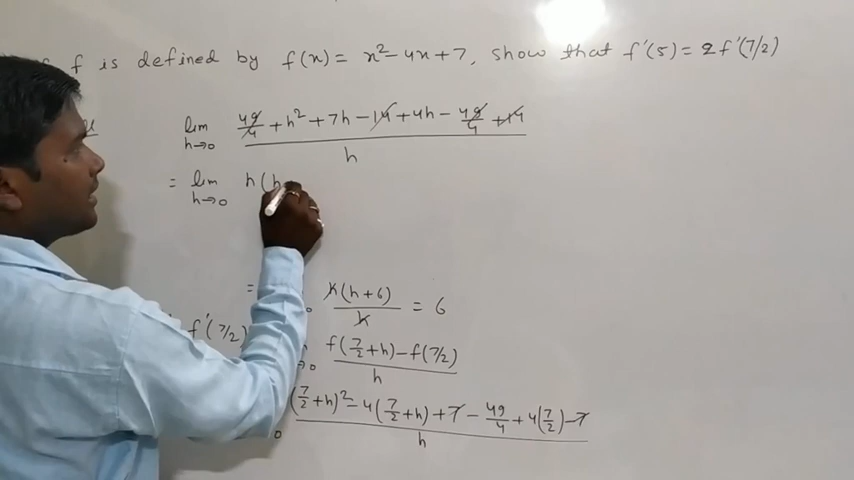 f is defined by f(x) = x² - 4x + 7, show that f'(5) = 2f'(7/2)
lim h→0 (49/4 + h² + 7h - 14 + 4h - 49/4 + 14) / h
= lim h→0 h(h
= h(h+6) / h = 6
f'(7/2) (f(7/2 + h) - f(7/2)) / h
((7/2 + h)² - 4(7/2 + h) + 7 - 49/4 + 4(7/2) - 7) / h